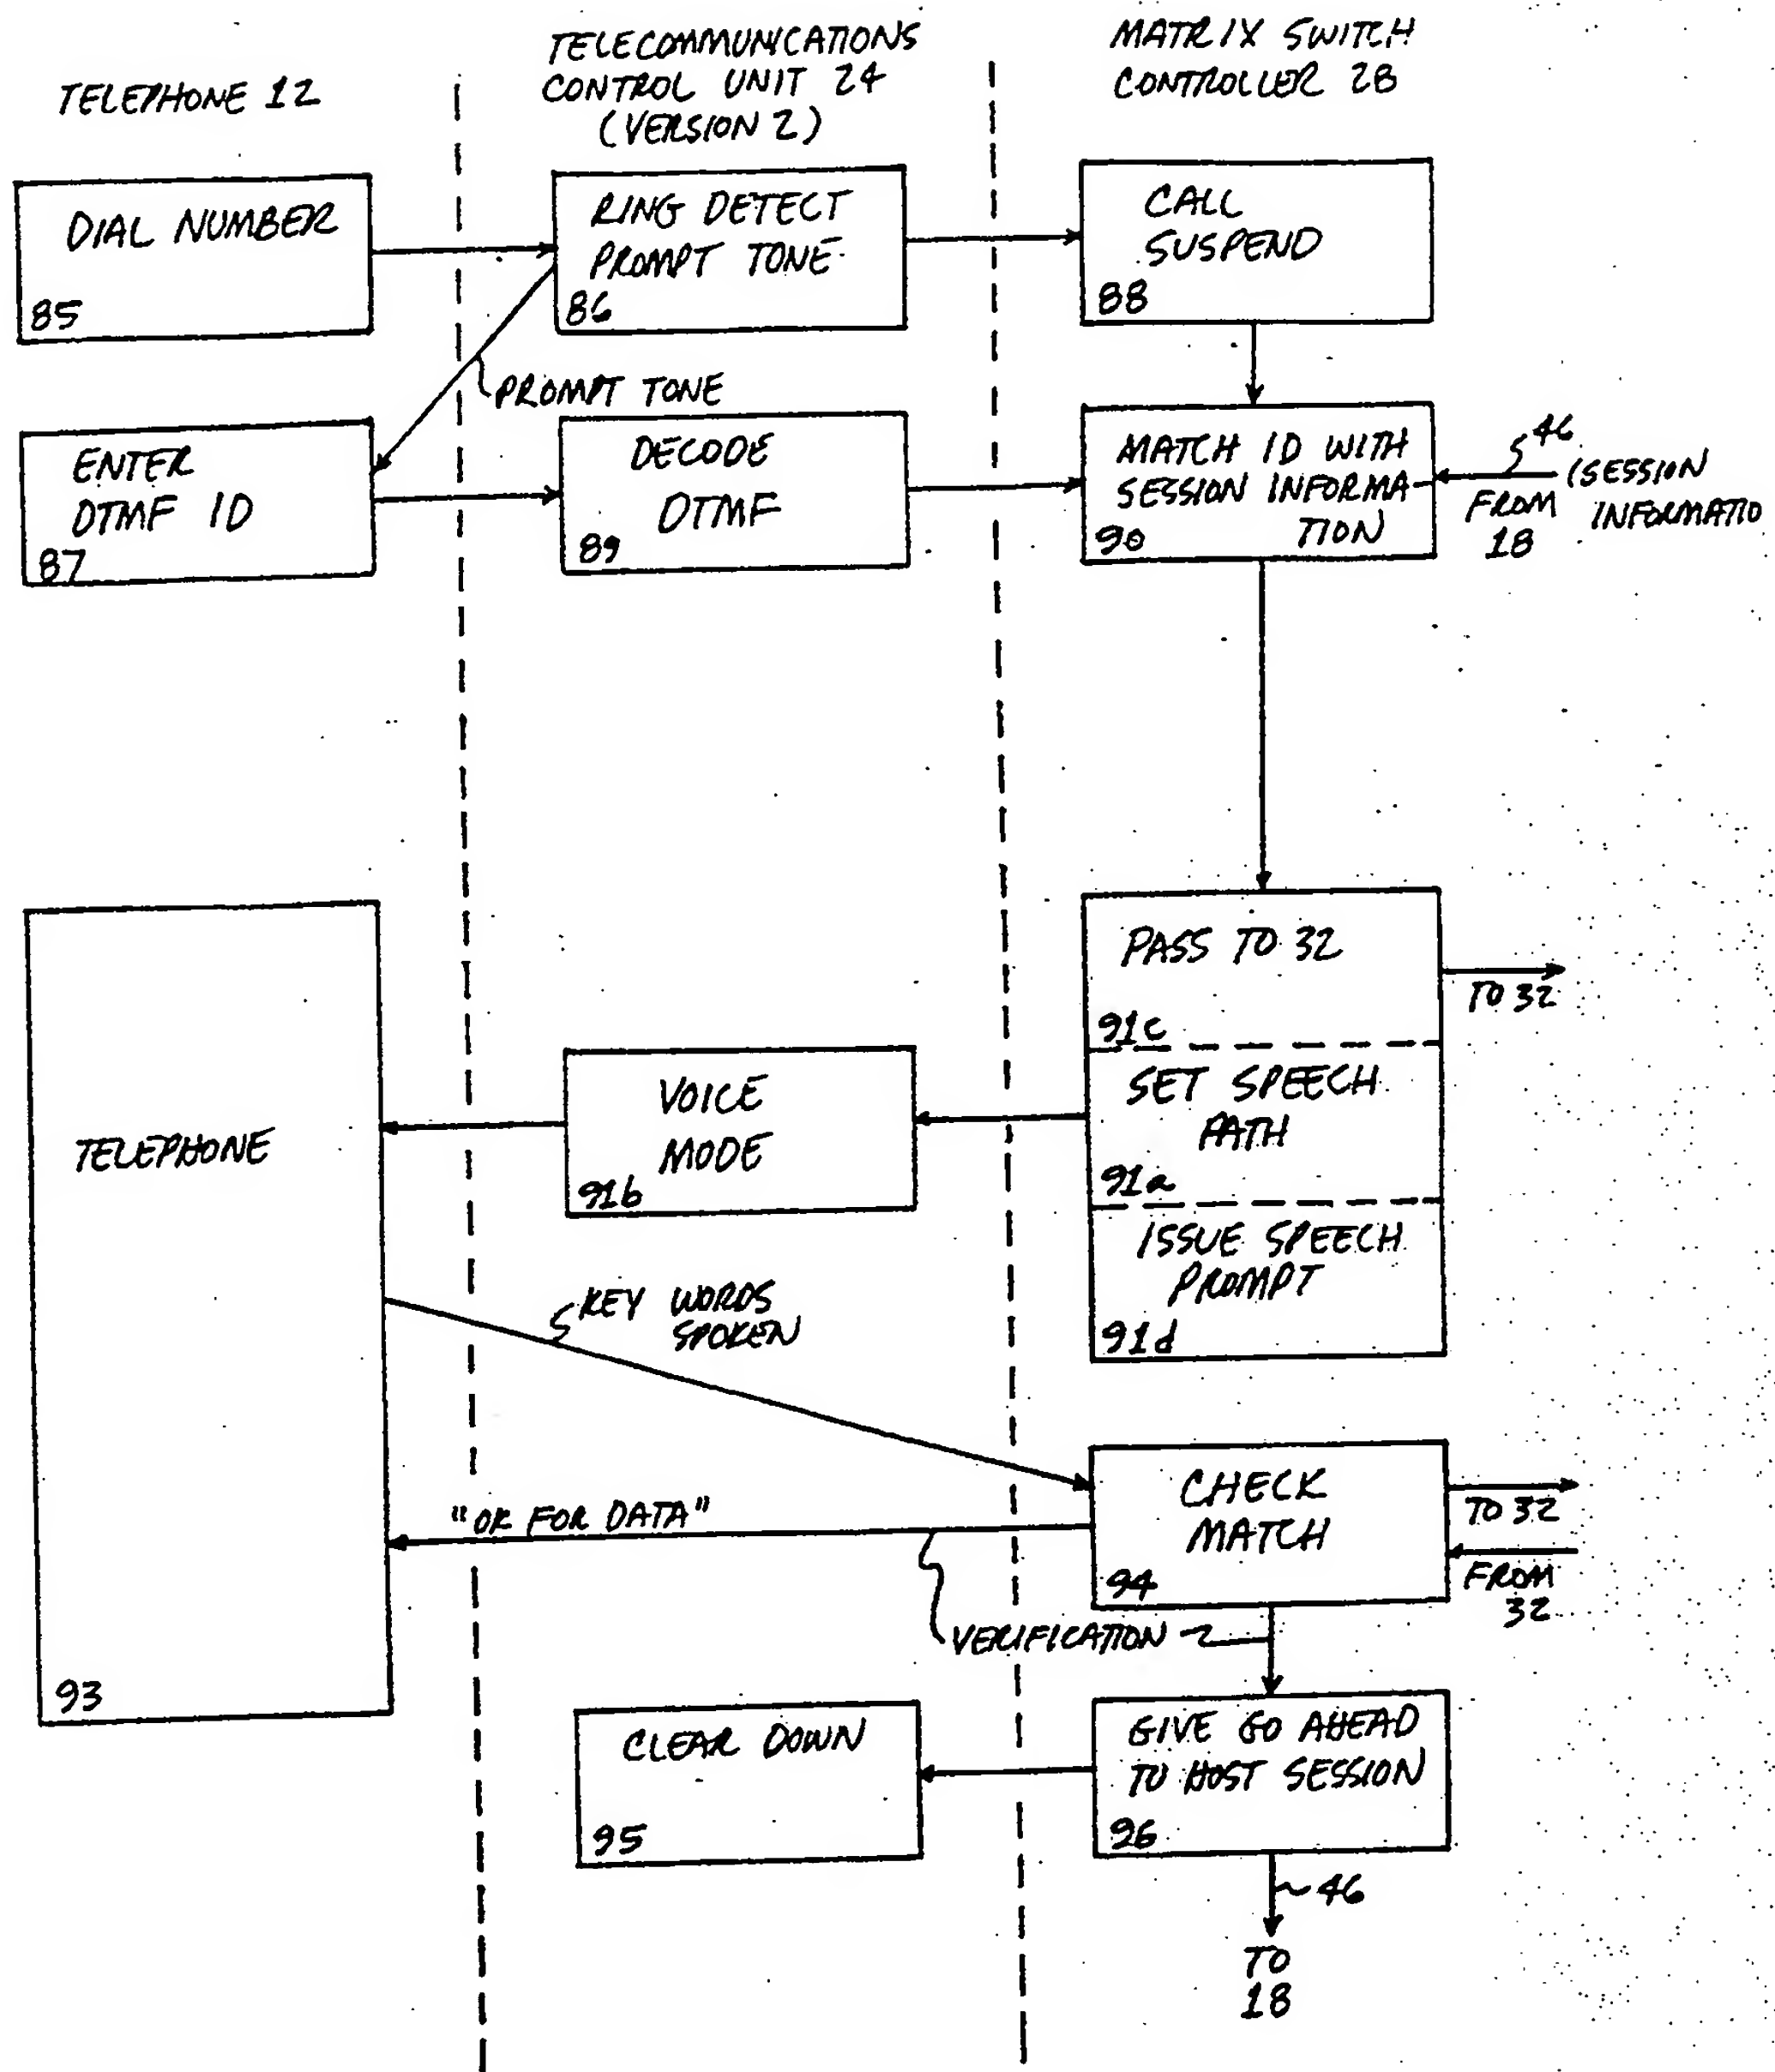 TELEPHONE 12
TELECOMMUNICATIONS
CONTROL UNIT 24
(VERSION 2)
MATRIX SWITCH
CONTROLLER 28
DIAL NUMBER
85
RING DETECT
PROMPT TONE
86
CALL
SUSPEND
88
PROMPT TONE
ENTER
DTMF ID
87
DECODE
DTMF
89
MATCH ID WITH
SESSION INFORMA-
TION
90
46
(SESSION
INFORMATIO
FROM
18
PASS TO 32
91c
TO 32
SET SPEECH
PATH
91a
ISSUE SPEECH
PROMPT
91d
VOICE
MODE
91b
TELEPHONE
93
KEY WORDS
SPOKEN
"OK FOR DATA"
CHECK
MATCH
94
TO 32
FROM
32
VERIFICATION
CLEAR DOWN
95
GIVE GO AHEAD
TO HOST SESSION
96
46
TO
18